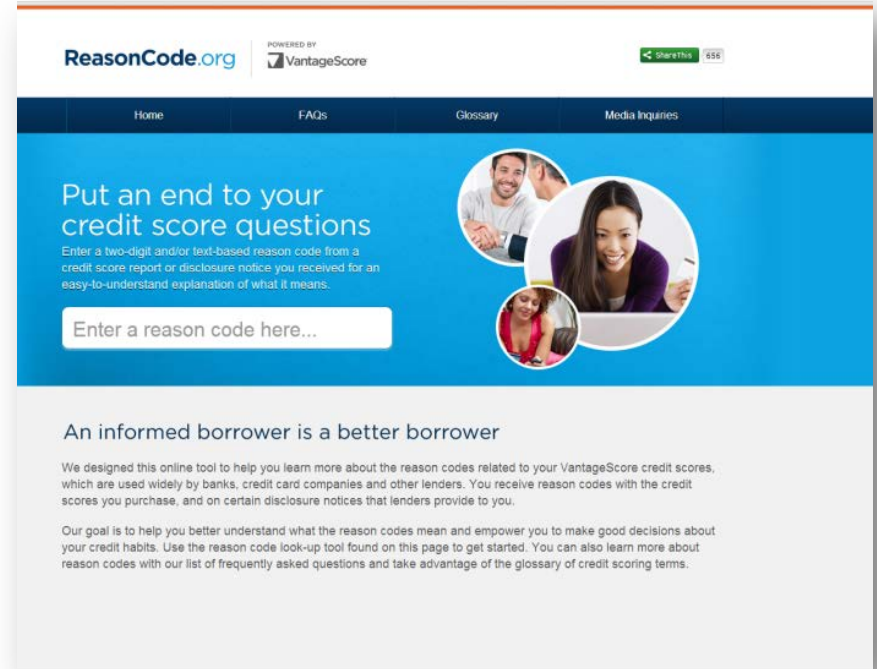 ReasonCode.org
POWERED BY
VantageScore
ShareThis 656
Home FAQs Glossary Media Inquiries
Put an end to your
credit score questions
Enter a two-digit and/or text-based reason code from a
credit score report or disclosure notice you received for an
easy-to-understand explanation of what it means.
Enter a reason code here...
An informed borrower is a better borrower
We designed this online tool to help you learn more about the reason codes related to your VantageScore credit scores,
which are used widely by banks, credit card companies and other lenders. You receive reason codes with the credit
scores you purchase, and on certain disclosure notices that lenders provide to you.
Our goal is to help you better understand what the reason codes mean and empower you to make good decisions about
your credit habits. Use the reason code look-up tool found on this page to get started. You can also learn more about
reason codes with our list of frequently asked questions and take advantage of the glossary of credit scoring terms.